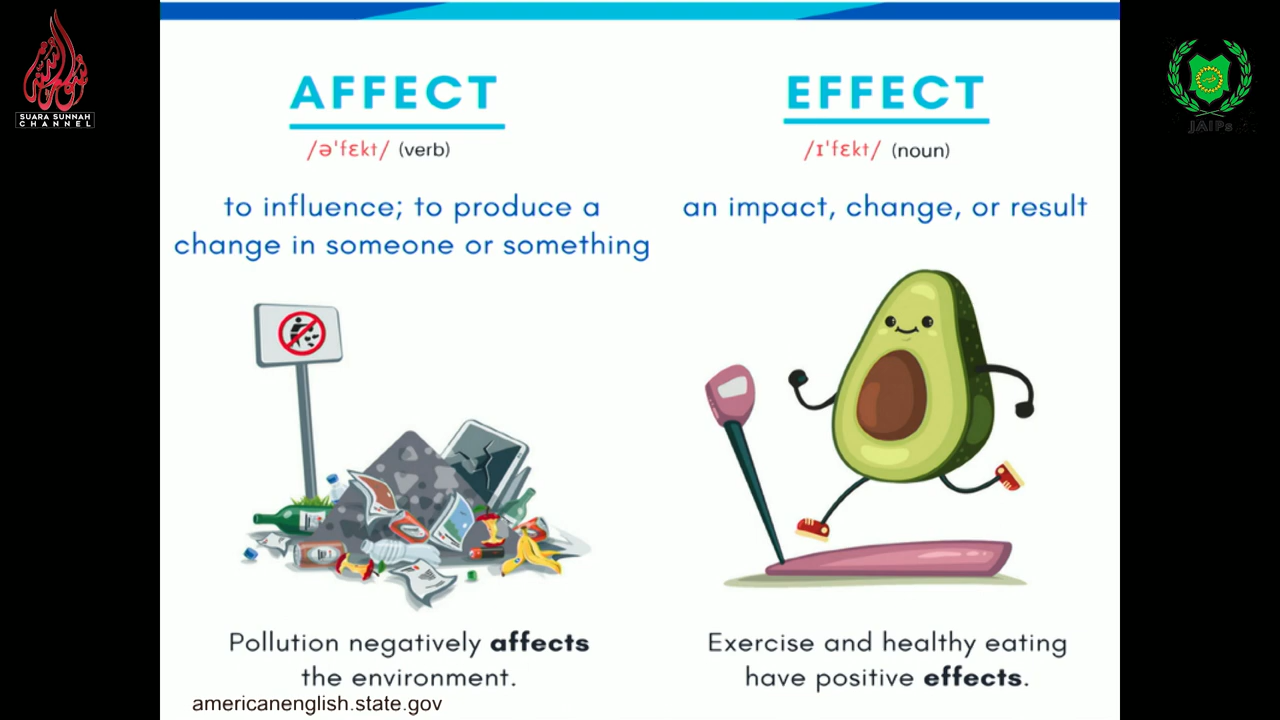 SUARA SUNNAH
CHANNEL
JAIPs
AFFECT
/əˈfɛkt/ (verb)
to influence; to produce a
change in someone or something
Pollution negatively affects
the environment.
EFFECT
/ɪˈfɛkt/ (noun)
an impact, change, or result
Exercise and healthy eating
have positive effects.
americanenglish.state.gov